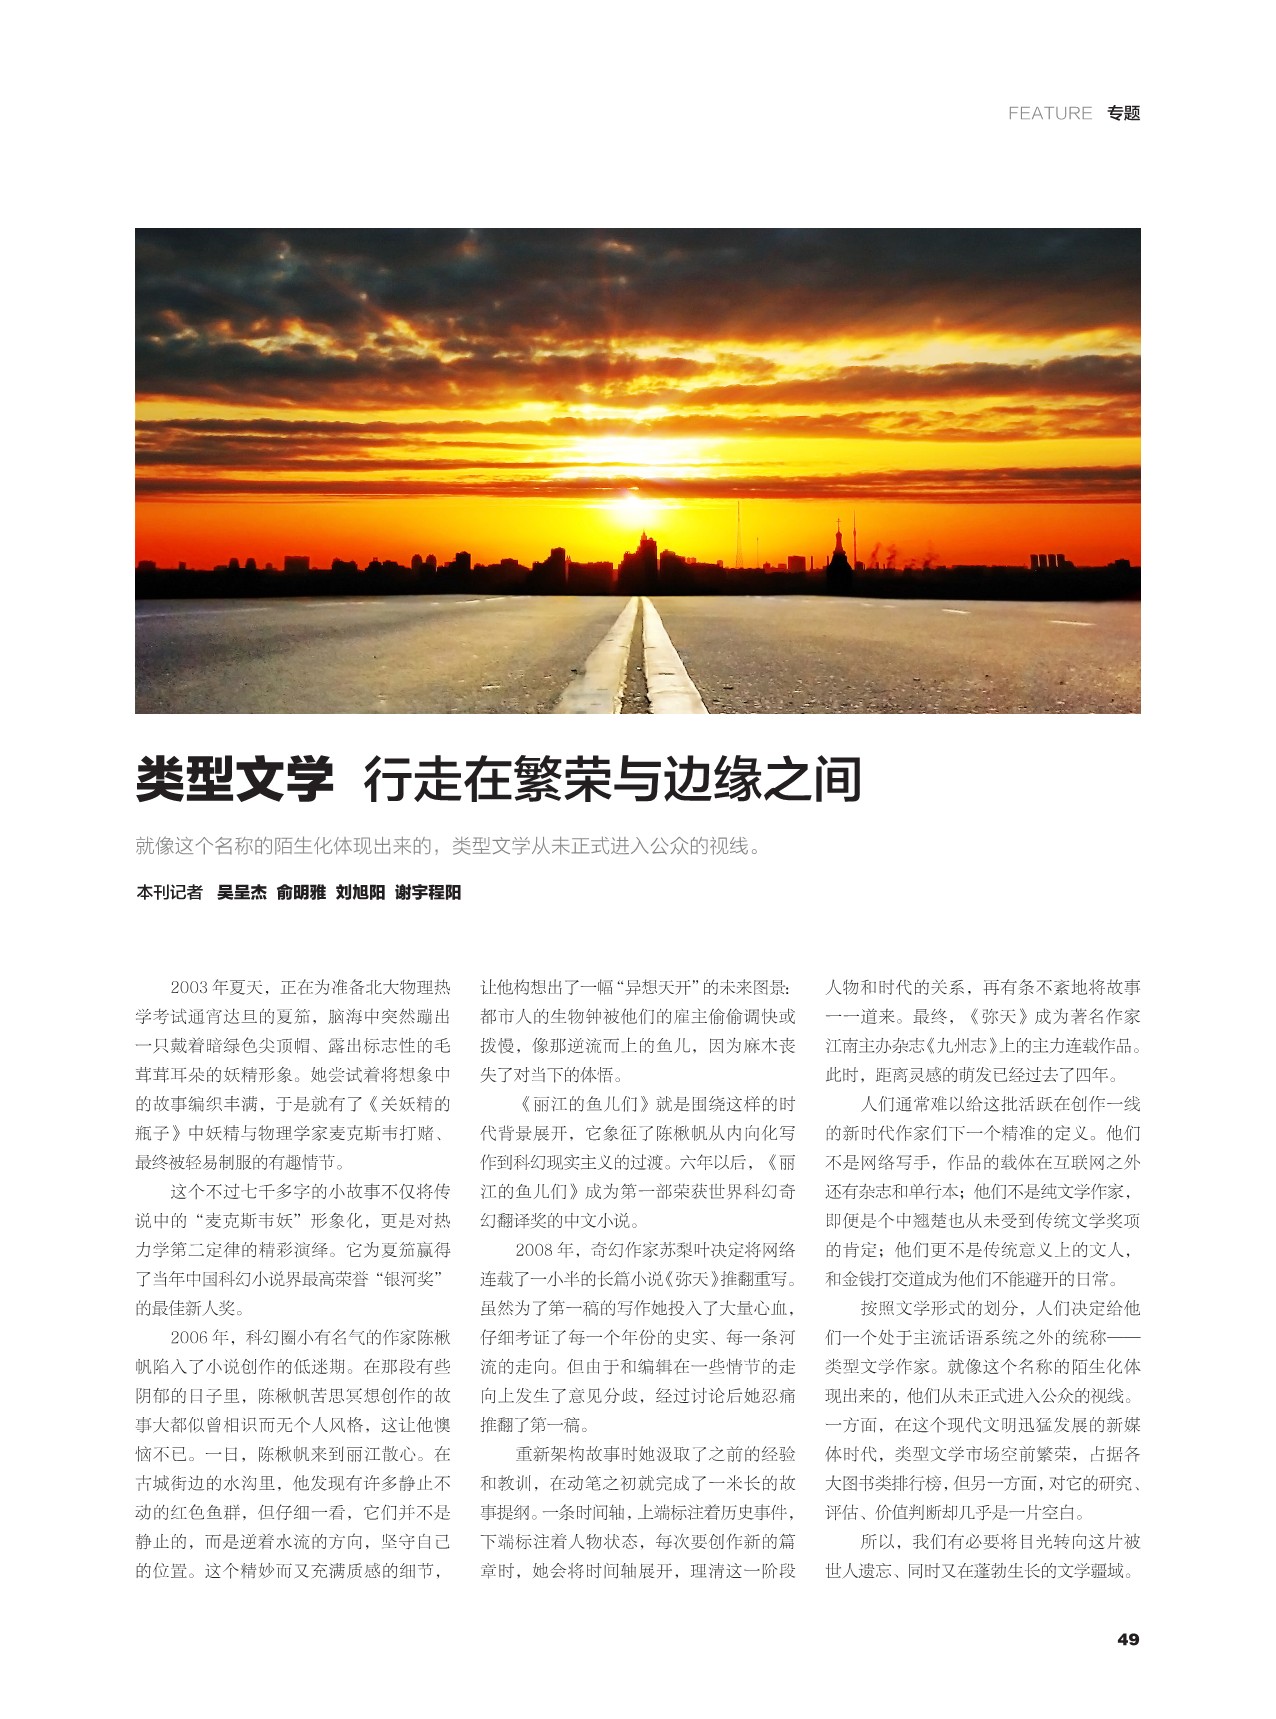 FEATURE 专题
类型文学 行走在繁荣与边缘之间
就像这个名称的陌生化体现出来的，类型文学从未正式进入公众的视线。
本刊记者 吴呈杰 俞明雅 刘旭阳 谢宇程阳
2003 年夏天，正在为准备北大物理热
学考试通宵达旦的夏笳，脑海中突然蹦出
一只戴着暗绿色尖顶帽、露出标志性的毛
茸茸耳朵的妖精形象。她尝试着将想象中
的故事编织丰满，于是就有了《关妖精的
瓶子》中妖精与物理学家麦克斯韦打赌、
最终被轻易制服的有趣情节。
这个不过七千多字的小故事不仅将传
说中的“麦克斯韦妖”形象化，更是对热
力学第二定律的精彩演绎。它为夏笳赢得
了当年中国科幻小说界最高荣誉“银河奖”
的最佳新人奖。
2006 年，科幻圈小有名气的作家陈楸
帆陷入了小说创作的低迷期。在那段有些
阴郁的日子里，陈楸帆苦思冥想创作的故
事大都似曾相识而无个人风格，这让他懊
恼不已。一日，陈楸帆来到丽江散心。在
古城街边的水沟里，他发现有许多静止不
动的红色鱼群，但仔细一看，它们并不是
静止的，而是逆着水流的方向，坚守自己
的位置。这个精妙而又充满质感的细节，
让他构想出了一幅“异想天开”的未来图景：
都市人的生物钟被他们的雇主偷偷调快或
拨慢，像那逆流而上的鱼儿，因为麻木丧
失了对当下的体悟。
《丽江的鱼儿们》就是围绕这样的时
代背景展开，它象征了陈楸帆从内向化写
作到科幻现实主义的过渡。六年以后，《丽
江的鱼儿们》成为第一部荣获世界科幻奇
幻翻译奖的中文小说。
2008 年，奇幻作家苏梨叶决定将网络
连载了一小半的长篇小说《弥天》推翻重写。
虽然为了第一稿的写作她投入了大量心血，
仔细考证了每一个年份的史实、每一条河
流的走向。但由于和编辑在一些情节的走
向上发生了意见分歧，经过讨论后她忍痛
推翻了第一稿。
重新架构故事时她汲取了之前的经验
和教训，在动笔之初就完成了一米长的故
事提纲。一条时间轴，上端标注着历史事件，
下端标注着人物状态，每次要创作新的篇
章时，她会将时间轴展开，理清这一阶段
人物和时代的关系，再有条不紊地将故事
一一道来。最终，《弥天》成为著名作家
江南主办杂志《九州志》上的主力连载作品。
此时，距离灵感的萌发已经过去了四年。
人们通常难以给这批活跃在创作一线
的新时代作家们下一个精准的定义。他们
不是网络写手，作品的载体在互联网之外
还有杂志和单行本；他们不是纯文学作家，
即便是个中翘楚也从未受到传统文学奖项
的肯定；他们更不是传统意义上的文人，
和金钱打交道成为他们不能避开的日常。
按照文学形式的划分，人们决定给他
们一个处于主流话语系统之外的统称——
类型文学作家。就像这个名称的陌生化体
现出来的，他们从未正式进入公众的视线。
一方面，在这个现代文明迅猛发展的新媒
体时代，类型文学市场空前繁荣，占据各
大图书类排行榜，但另一方面，对它的研究、
评估、价值判断却几乎是一片空白。
所以，我们有必要将目光转向这片被
世人遗忘、同时又在蓬勃生长的文学疆域。
49